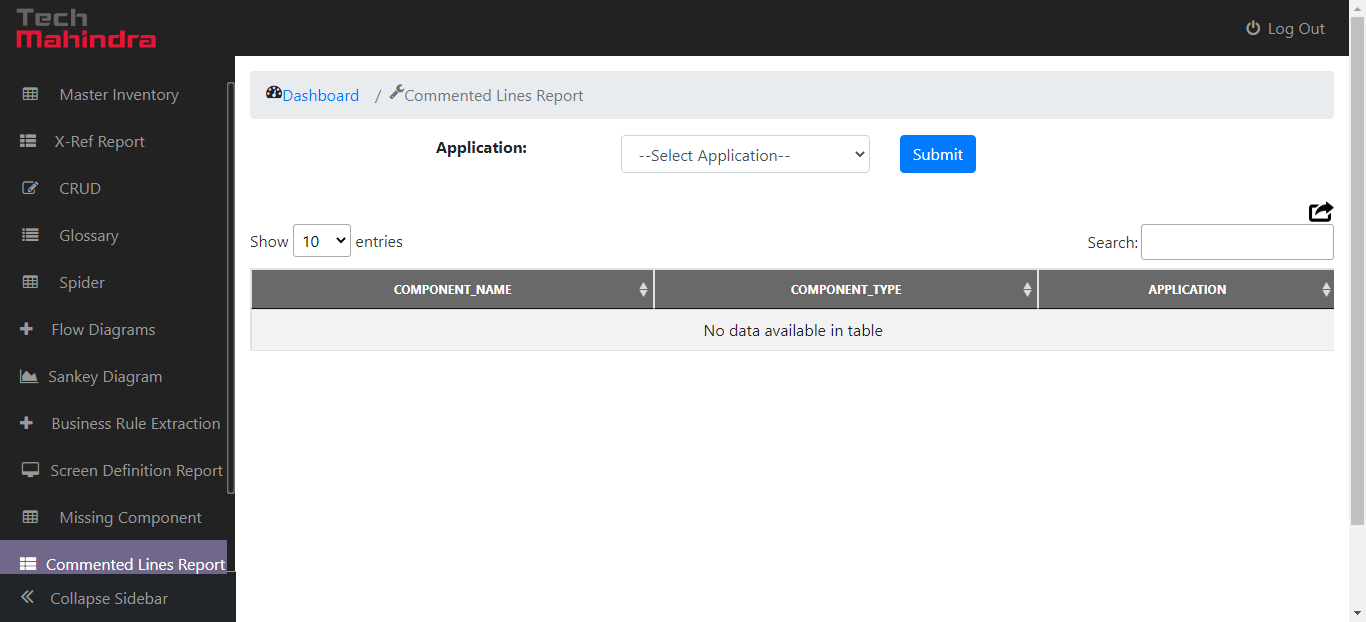 Tech
Mahindra
Log Out
Master Inventory
X-Ref Report
CRUD
Glossary
Spider
Flow Diagrams
Sankey Diagram
Business Rule Extraction
Screen Definition Report
Missing Component
Commented Lines Report
Collapse Sidebar
Dashboard / Commented Lines Report
Application: --Select Application-- Submit
Show 10 entries Search:
COMPONENT_NAME COMPONENT_TYPE APPLICATION
No data available in table